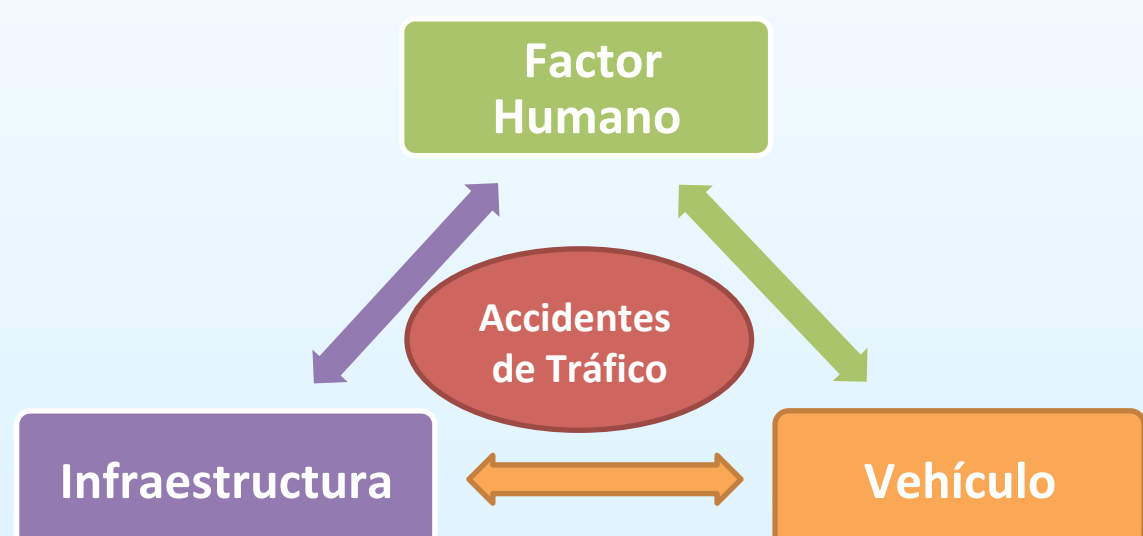 Factor
Humano
Accidentes
de Tráfico
Infraestructura
Vehículo